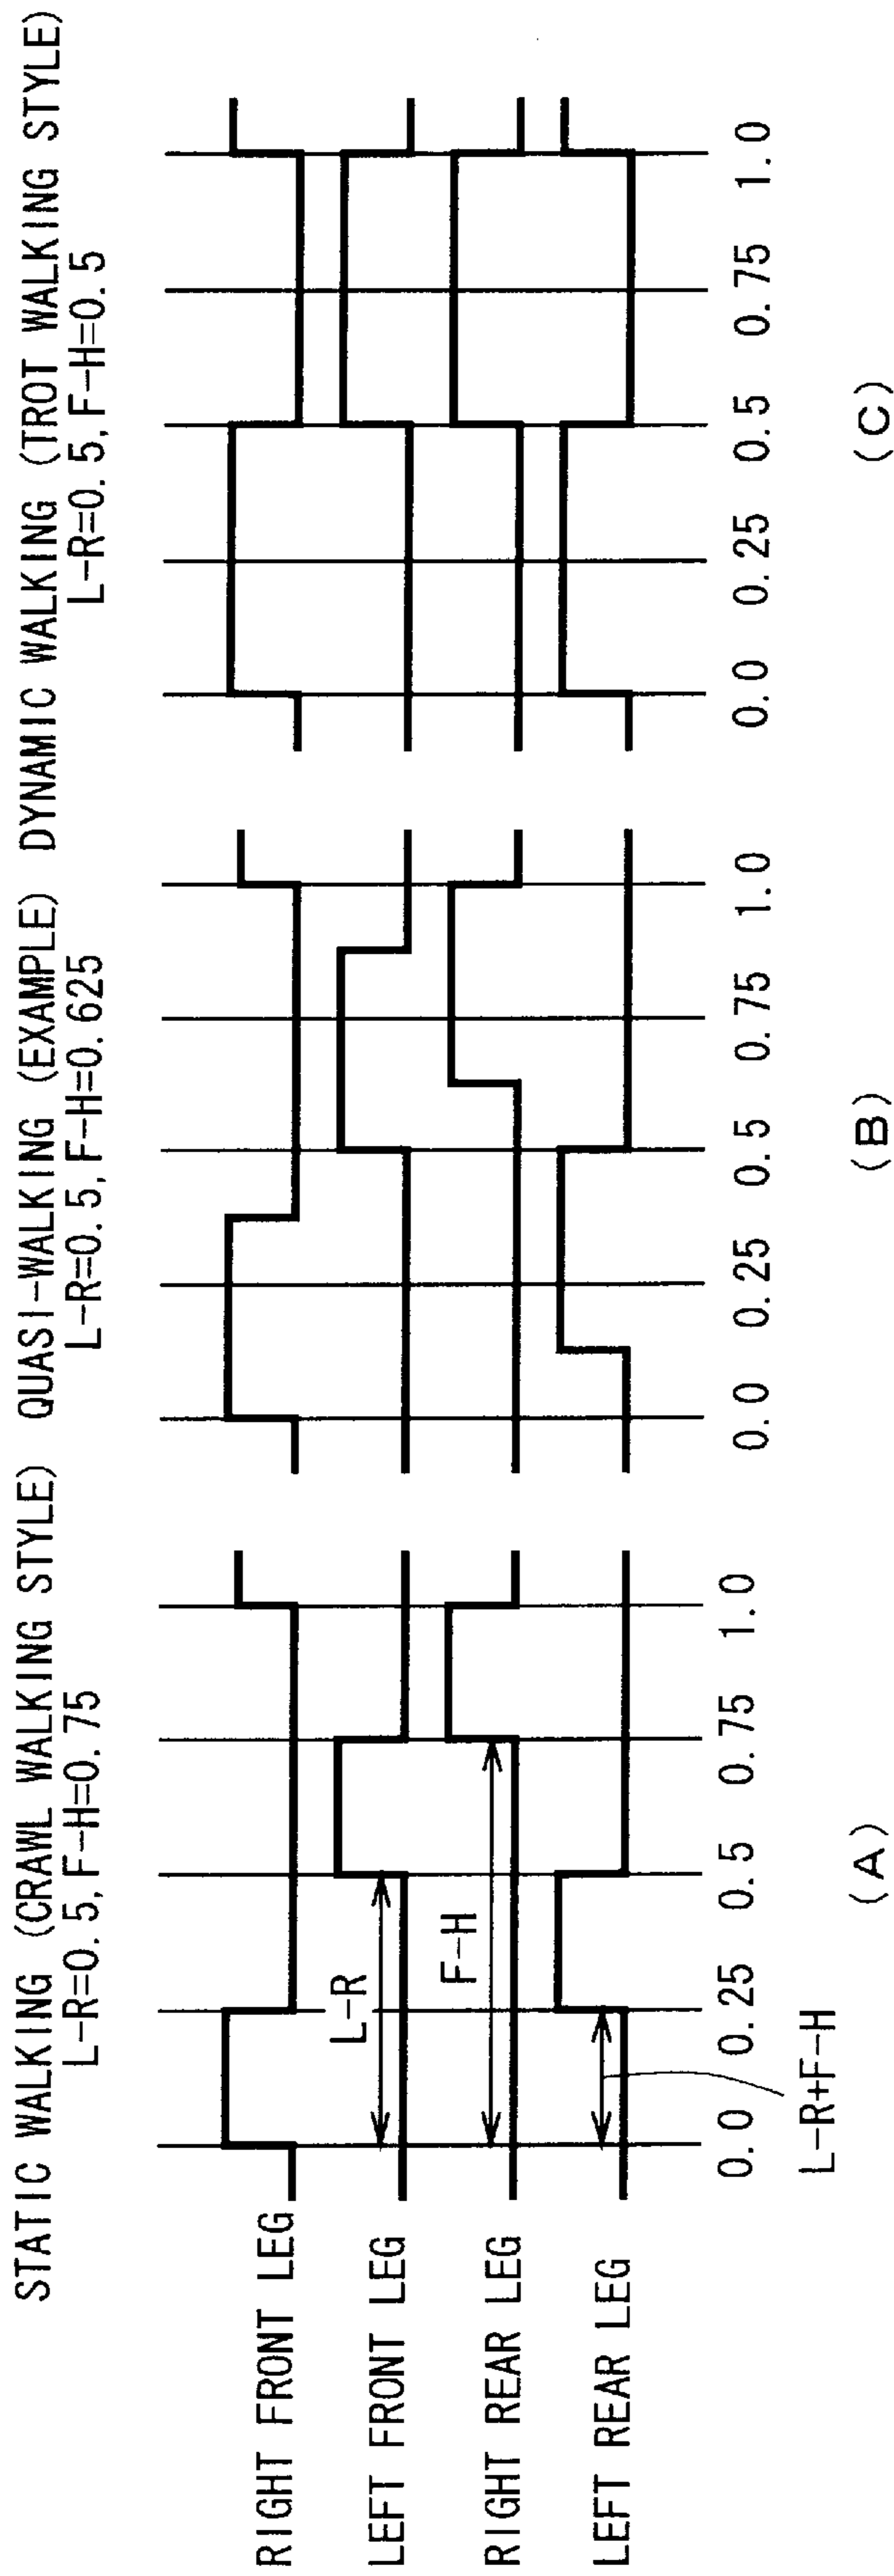 STATIC WALKING (CRAWL WALKING STYLE)
L-R=0.5, F-H=0.75
QUASI-WALKING (EXAMPLE)
L-R=0.5, F-H=0.625
DYNAMIC WALKING (TROT WALKING STYLE)
L-R=0.5, F-H=0.5
RIGHT FRONT LEG
LEFT FRONT LEG
RIGHT REAR LEG
LEFT REAR LEG
L-R
F-H
0.0 0.25 0.5 0.75 1.0
L-R+F-H
(A)
0.0 0.25 0.5 0.75 1.0
(B)
0.0 0.25 0.5 0.75 1.0
(C)